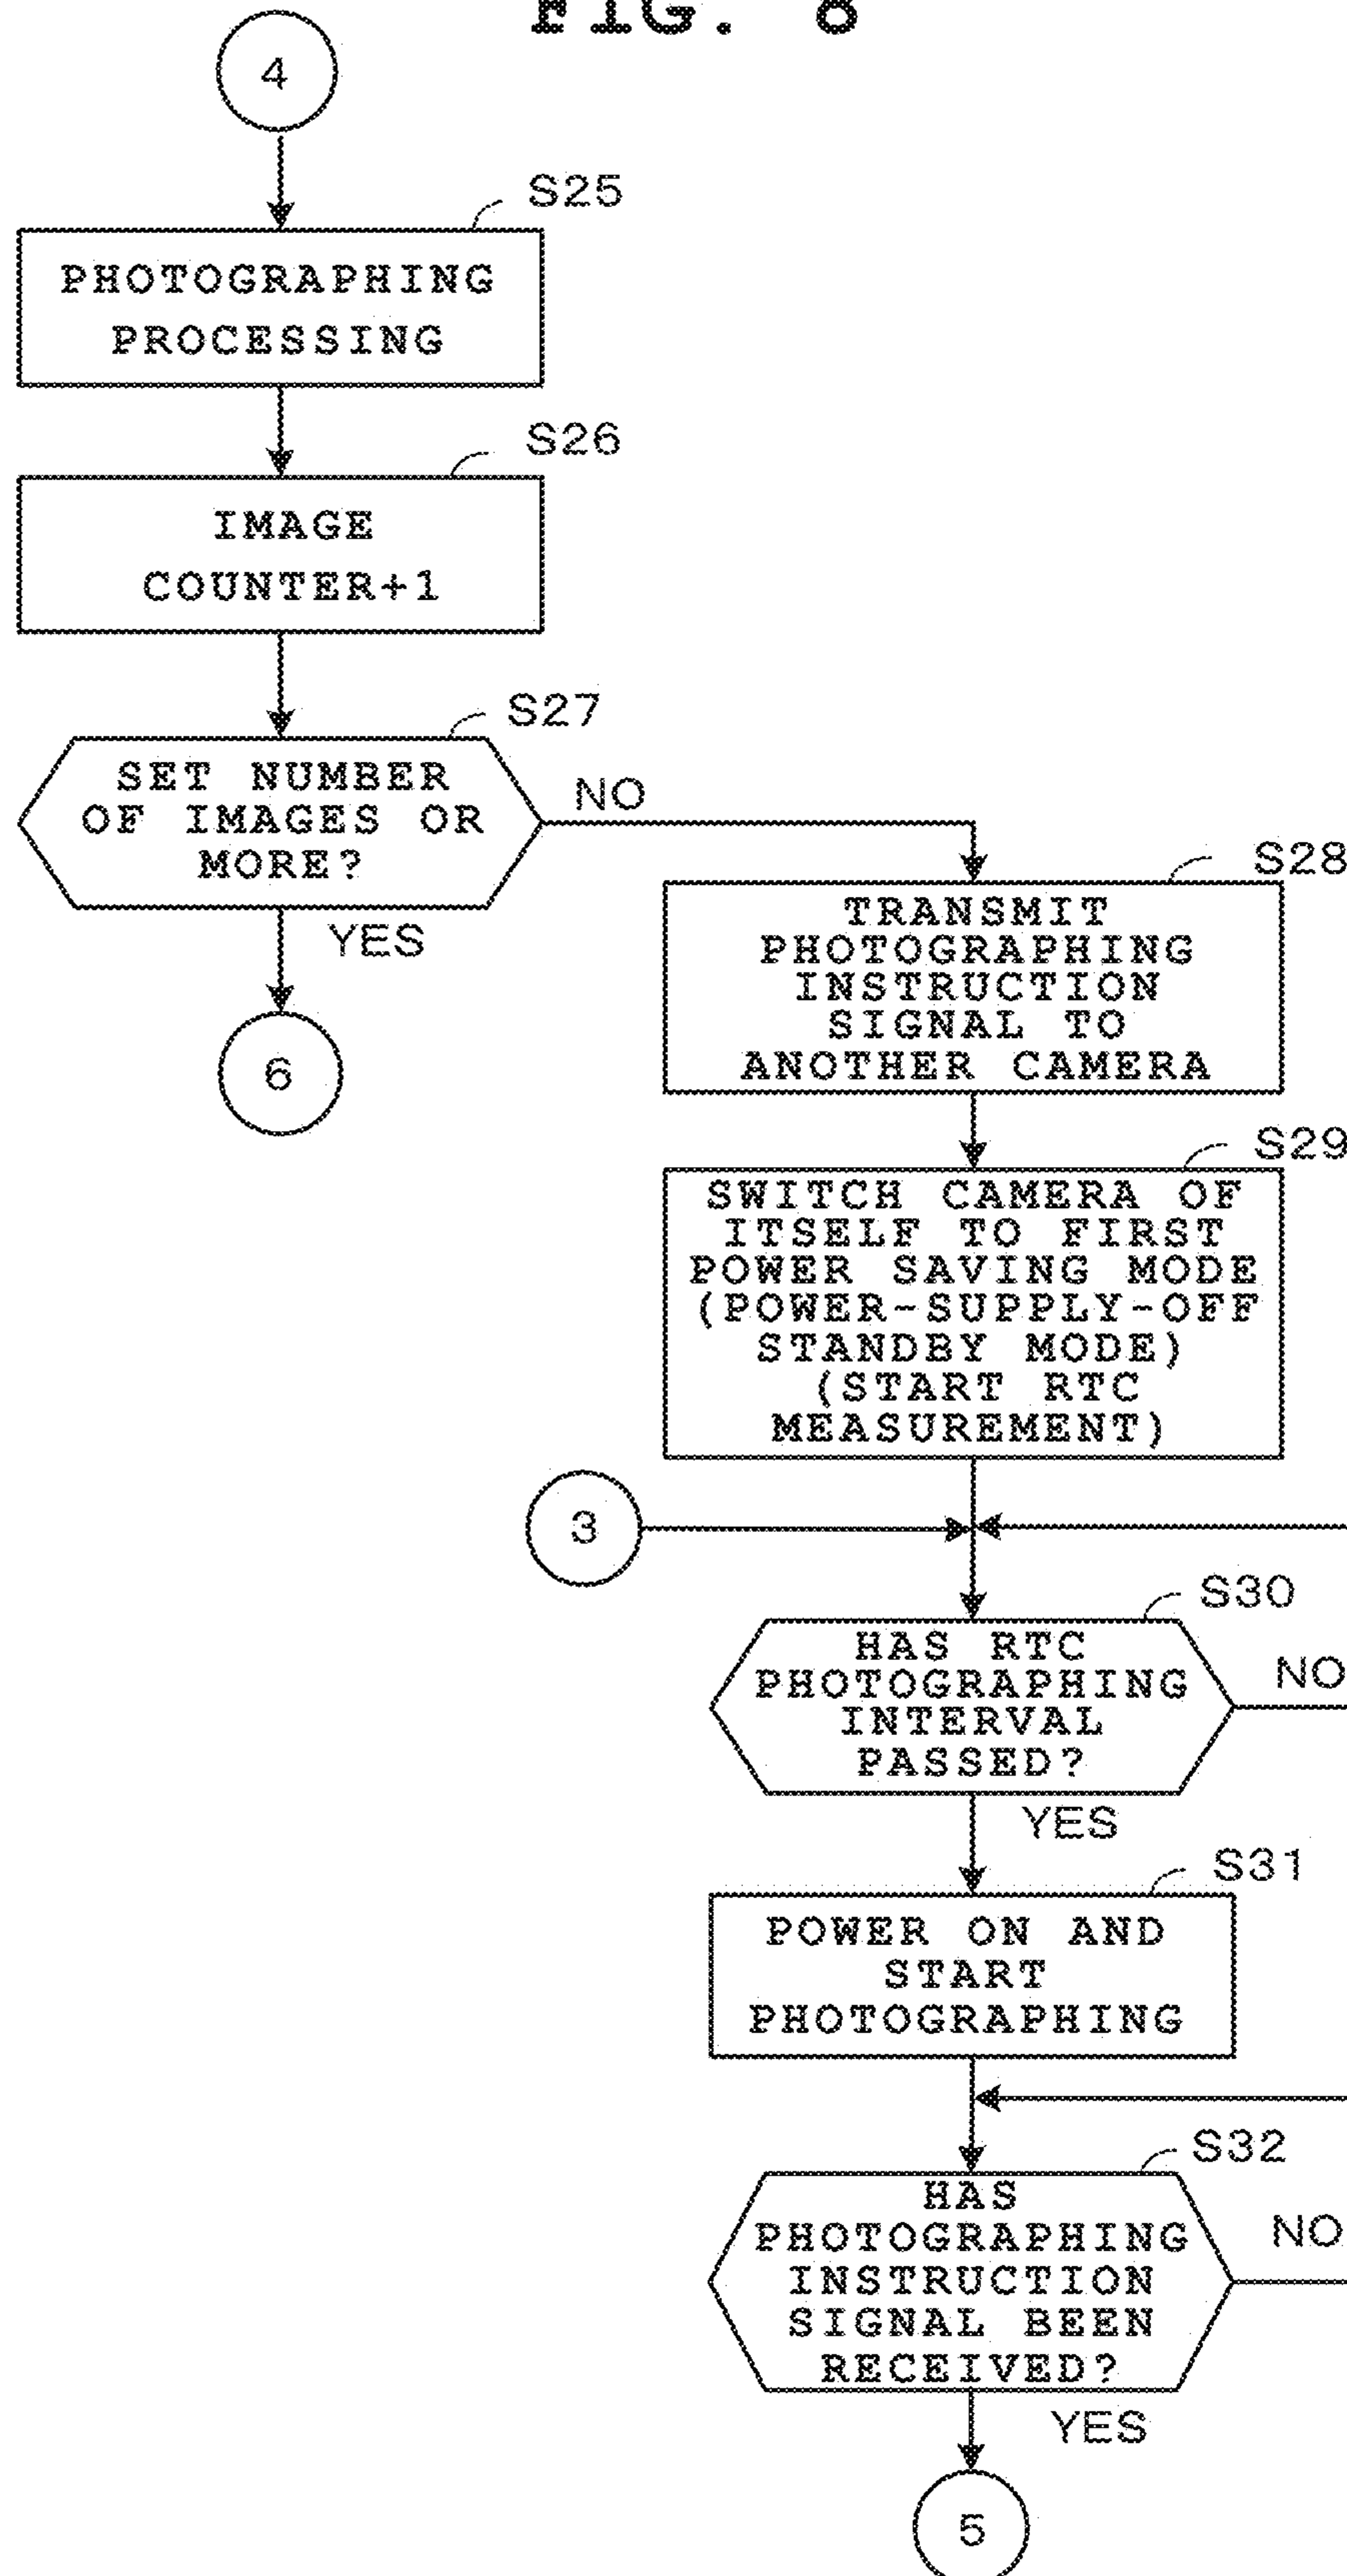 FIG. 8
4
S25
PHOTOGRAPHING
PROCESSING
S26
IMAGE
COUNTER+1
S27
SET NUMBER
OF IMAGES OR
MORE?
NO
YES
6
S28
TRANSMIT
PHOTOGRAPHING
INSTRUCTION
SIGNAL TO
ANOTHER CAMERA
S29
SWITCH CAMERA OF
ITSELF TO FIRST
POWER SAVING MODE
(POWER-SUPPLY-OFF
STANDBY MODE)
(START RTC
MEASUREMENT)
3
S30
HAS RTC
PHOTOGRAPHING
INTERVAL
PASSED?
NO
YES
S31
POWER ON AND
START
PHOTOGRAPHING
S32
HAS
PHOTOGRAPHING
INSTRUCTION
SIGNAL BEEN
RECEIVED?
NO
YES
5